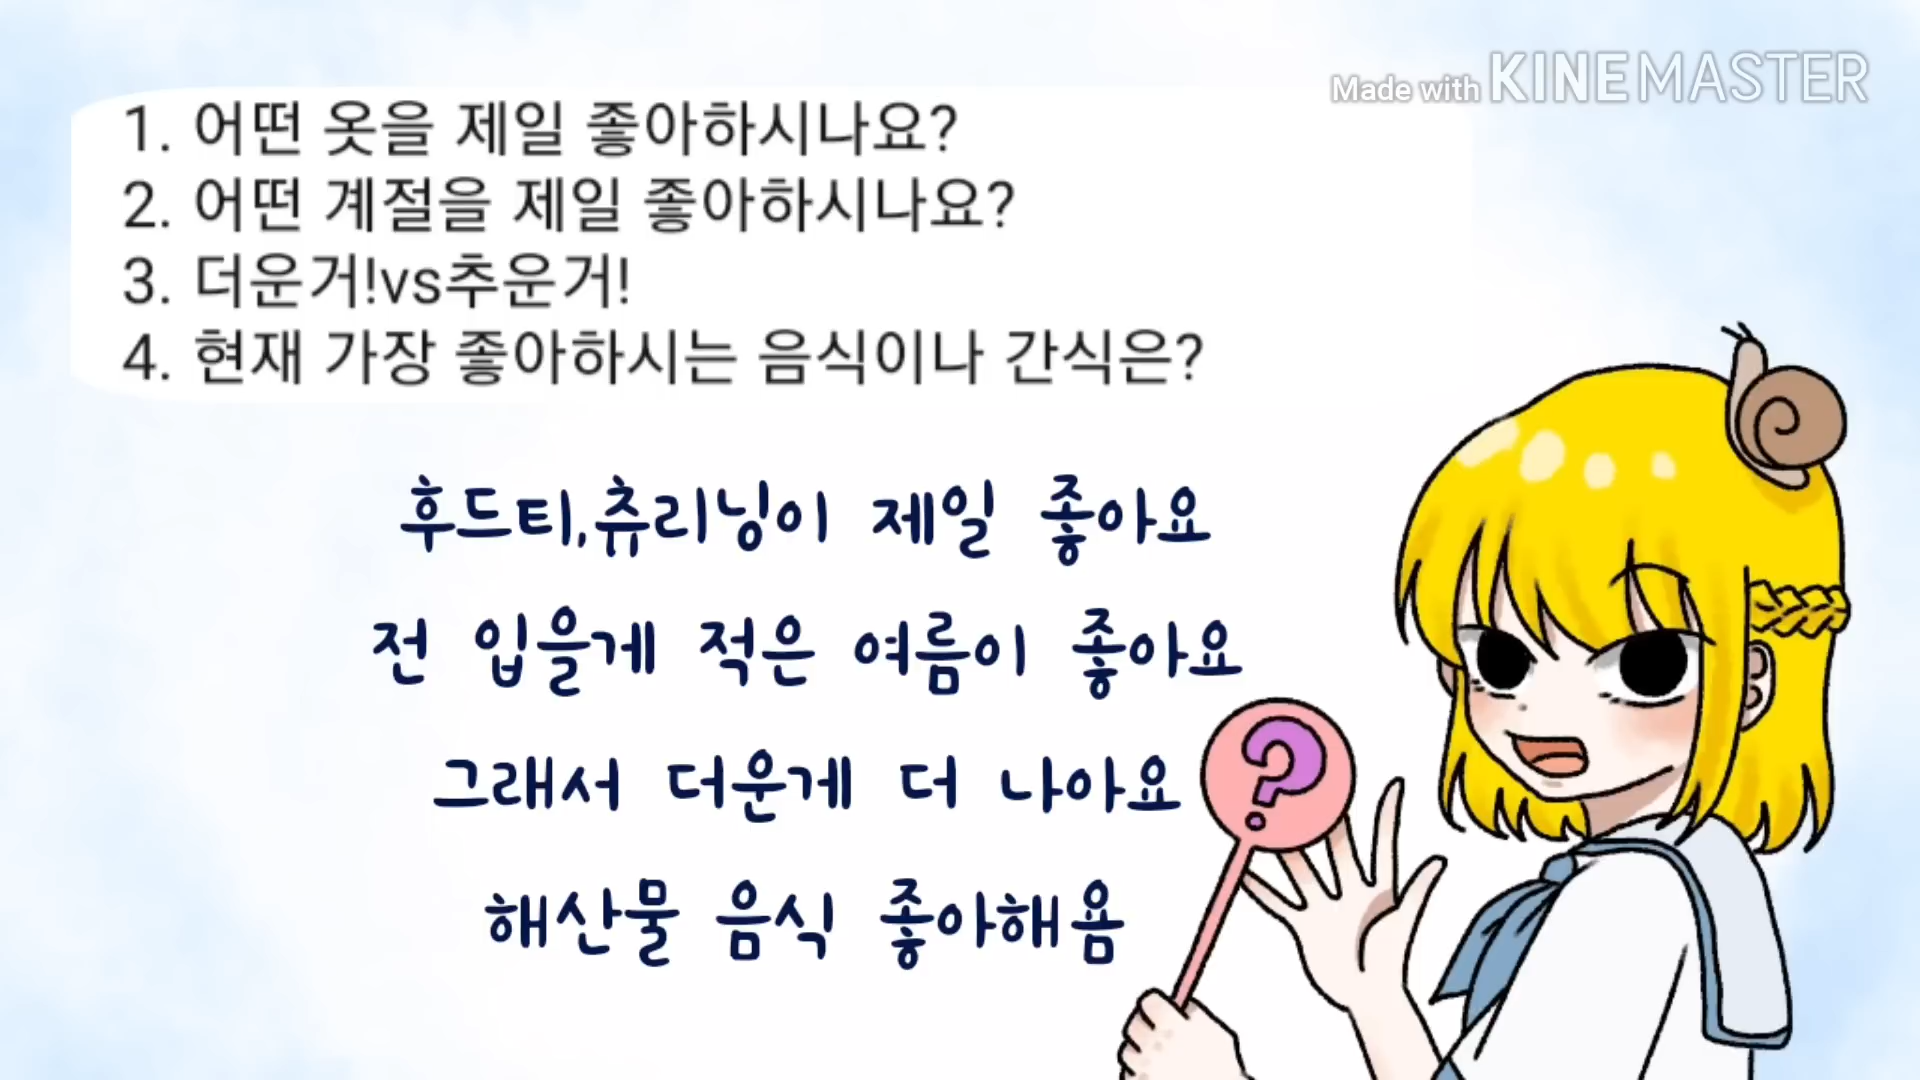 Made with KINEMASTER
1. 어떤 옷을 제일 좋아하시나요?
2. 어떤 계절을 제일 좋아하시나요?
3. 더운거!vs추운거!
4. 현재 가장 좋아하시는 음식이나 간식은?
후드티,츄리닝이 제일 좋아요
전 입을게 적은 여름이 좋아요
그래서 더운게 더 나아요
해산물 음식 좋아해욤
?